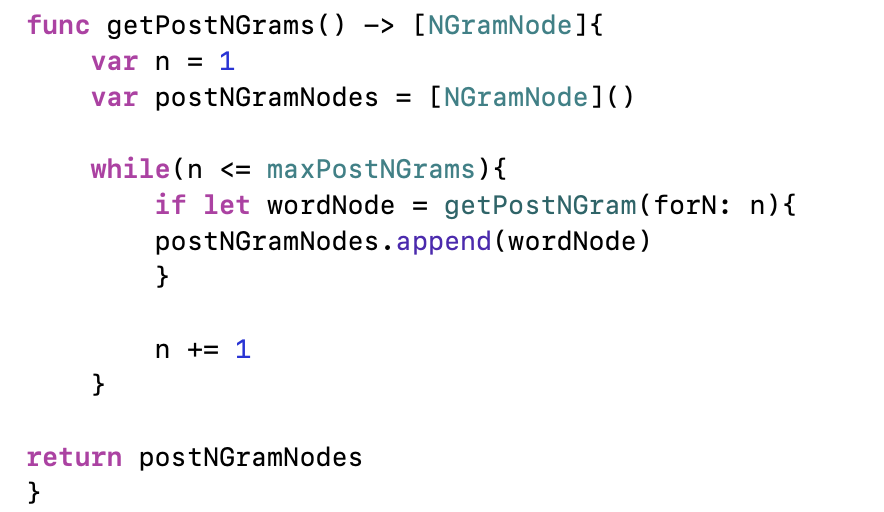 func getPostNGrams() -> [NGramNode]{
    var n = 1
    var postNGramNodes = [NGramNode]()

    while(n <= maxPostNGrams){
        if let wordNode = getPostNGram(forN: n){
        postNGramNodes.append(wordNode)
        }

        n += 1
    }

return postNGramNodes
}